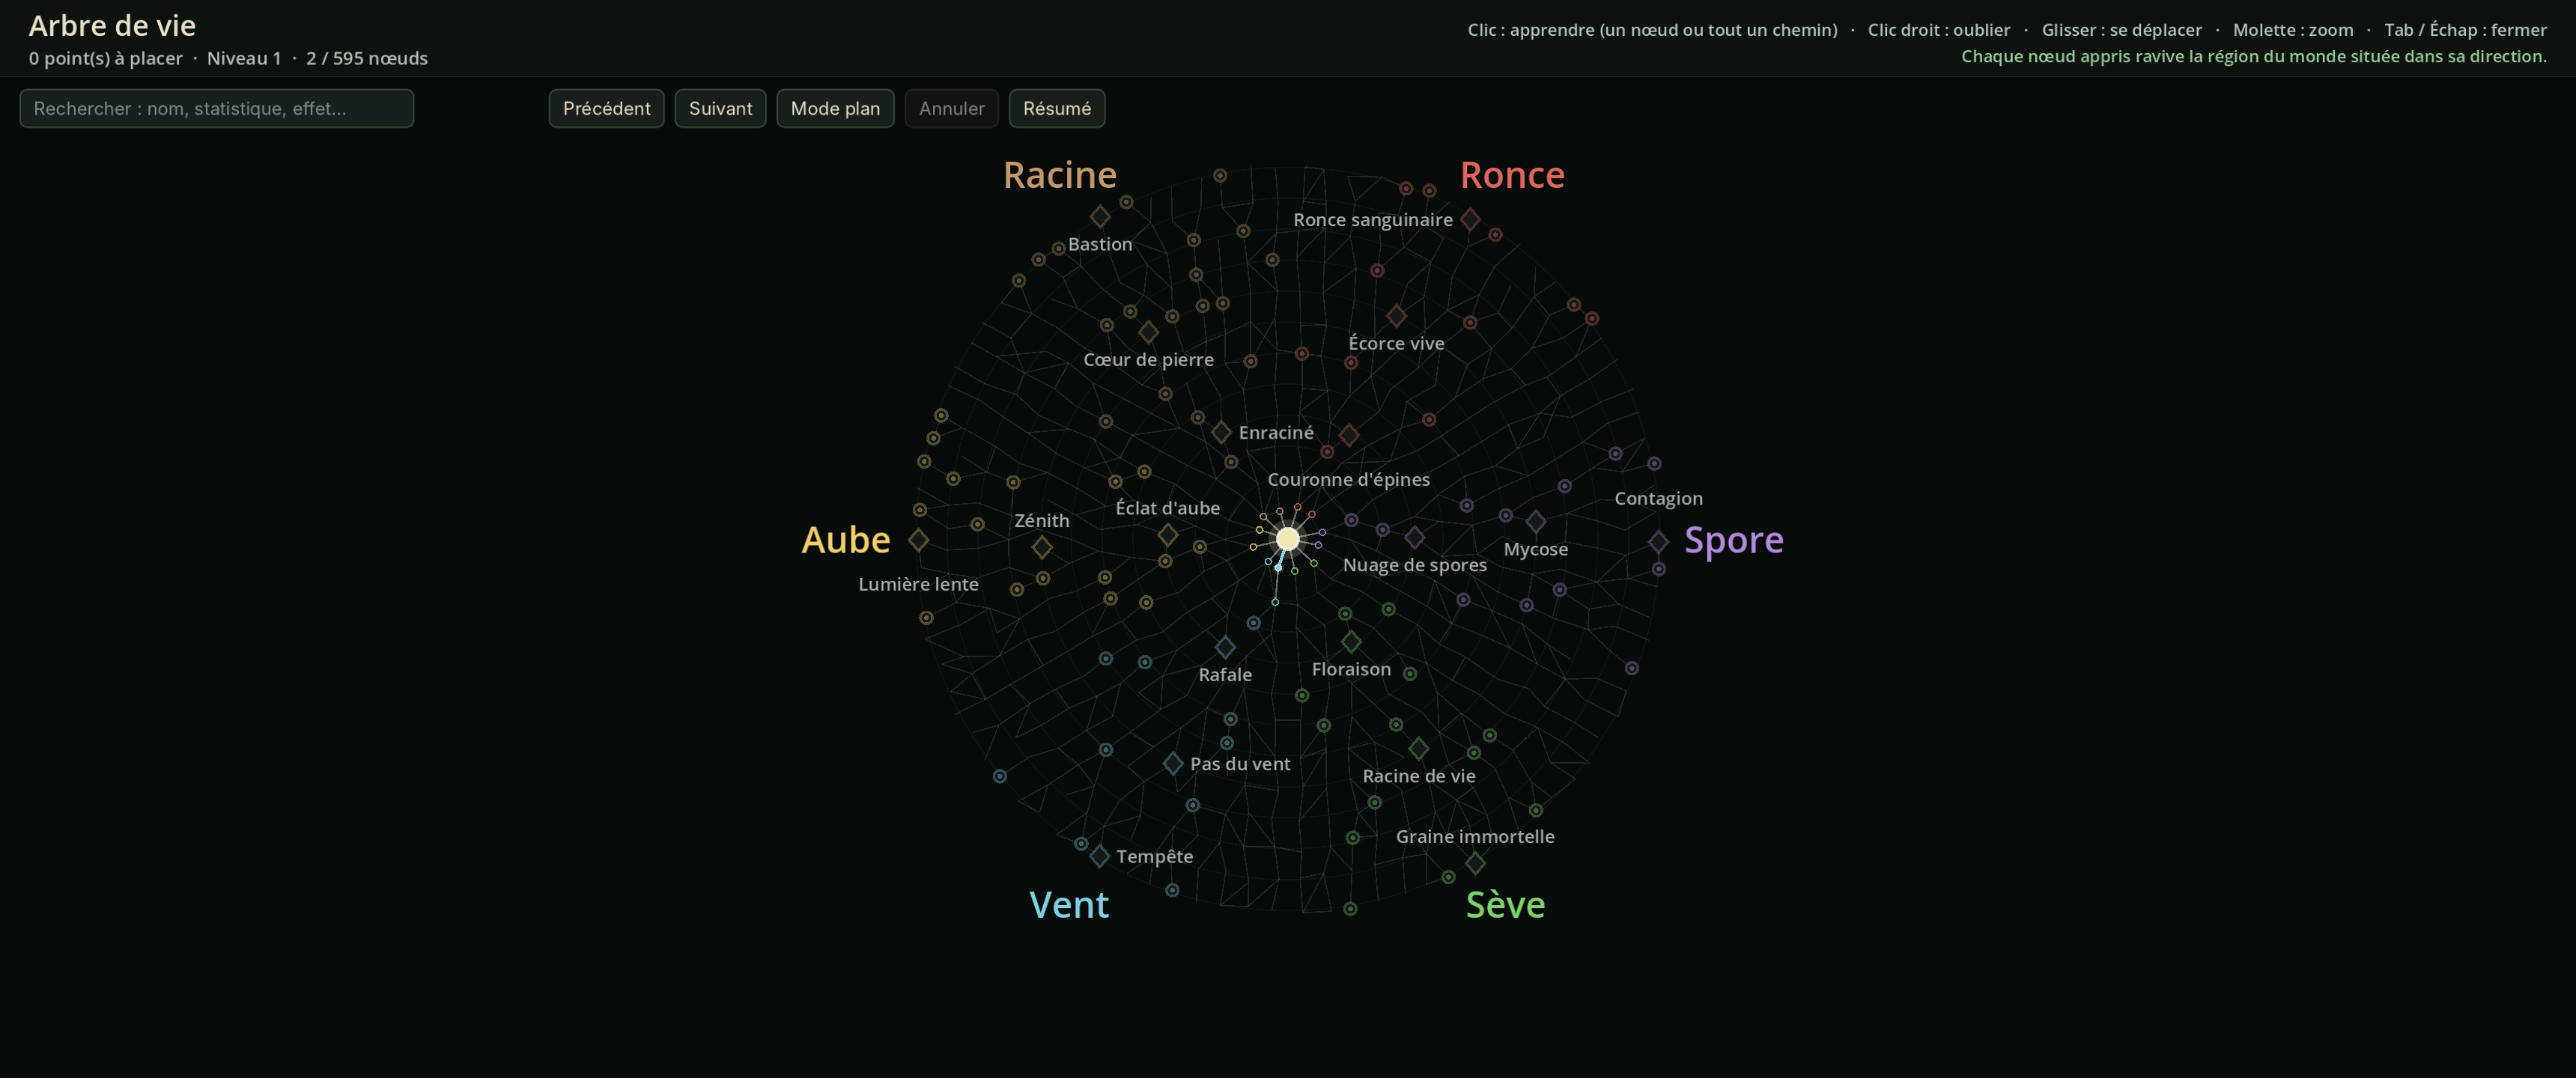 Arbre de vie
0 point(s) à placer · Niveau 1 · 2 / 595 nœuds
Clic : apprendre (un nœud ou tout un chemin) · Clic droit : oublier · Glisser : se déplacer · Molette : zoom · Tab / Échap : fermer
Chaque nœud appris ravive la région du monde située dans sa direction.
Rechercher : nom, statistique, effet...
Précédent
Suivant
Mode plan
Annuler
Résumé
Racine
Ronce
Ronce sanguinaire
Bastion
Écorce vive
Cœur de pierre
Enraciné
Couronne d'épines
Contagion
Éclat d'aube
Zénith
Aube
Spore
Mycose
Nuage de spores
Lumière lente
Floraison
Rafale
Pas du vent
Racine de vie
Graine immortelle
Tempête
Vent
Sève